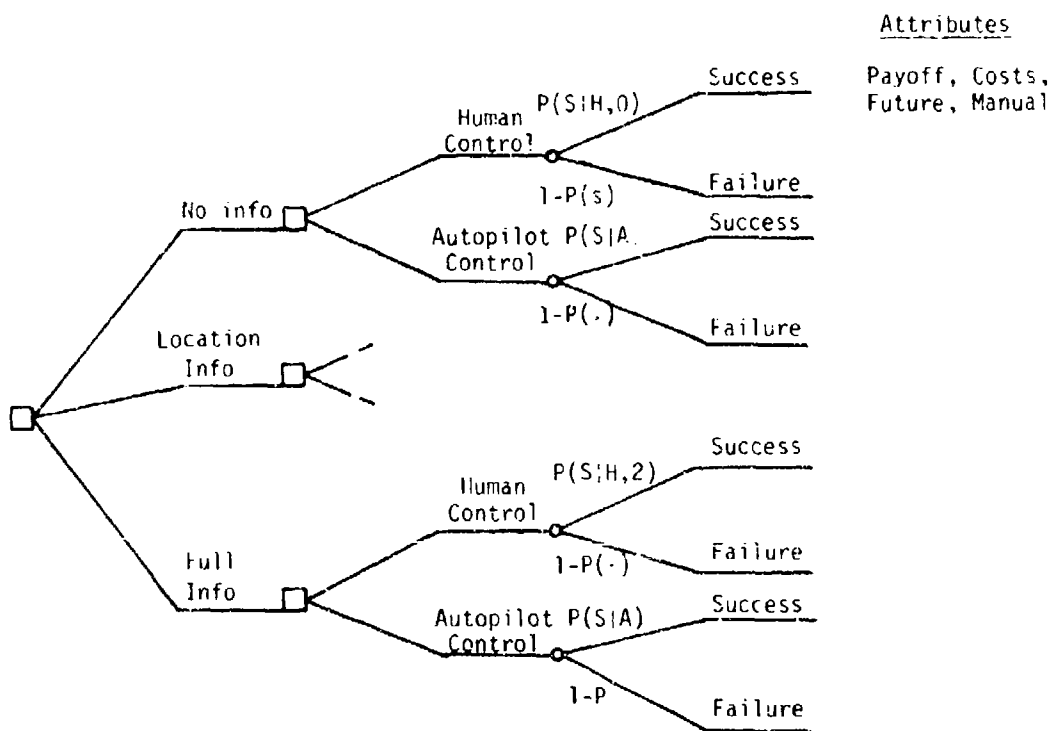 Attributes
Payoff, Costs,
Future, Manual
Success
P(S|H,0)
Human
Control
Failure
1-P(s)
No info
Success
Autopilot P(S|A
Control
1-P(.)
Failure
Location
Info
Success
P(S|H,2)
Human
Control
Failure
1-P(.)
Full
Info
Success
Autopilot P(S|A)
Control
1-P
Failure